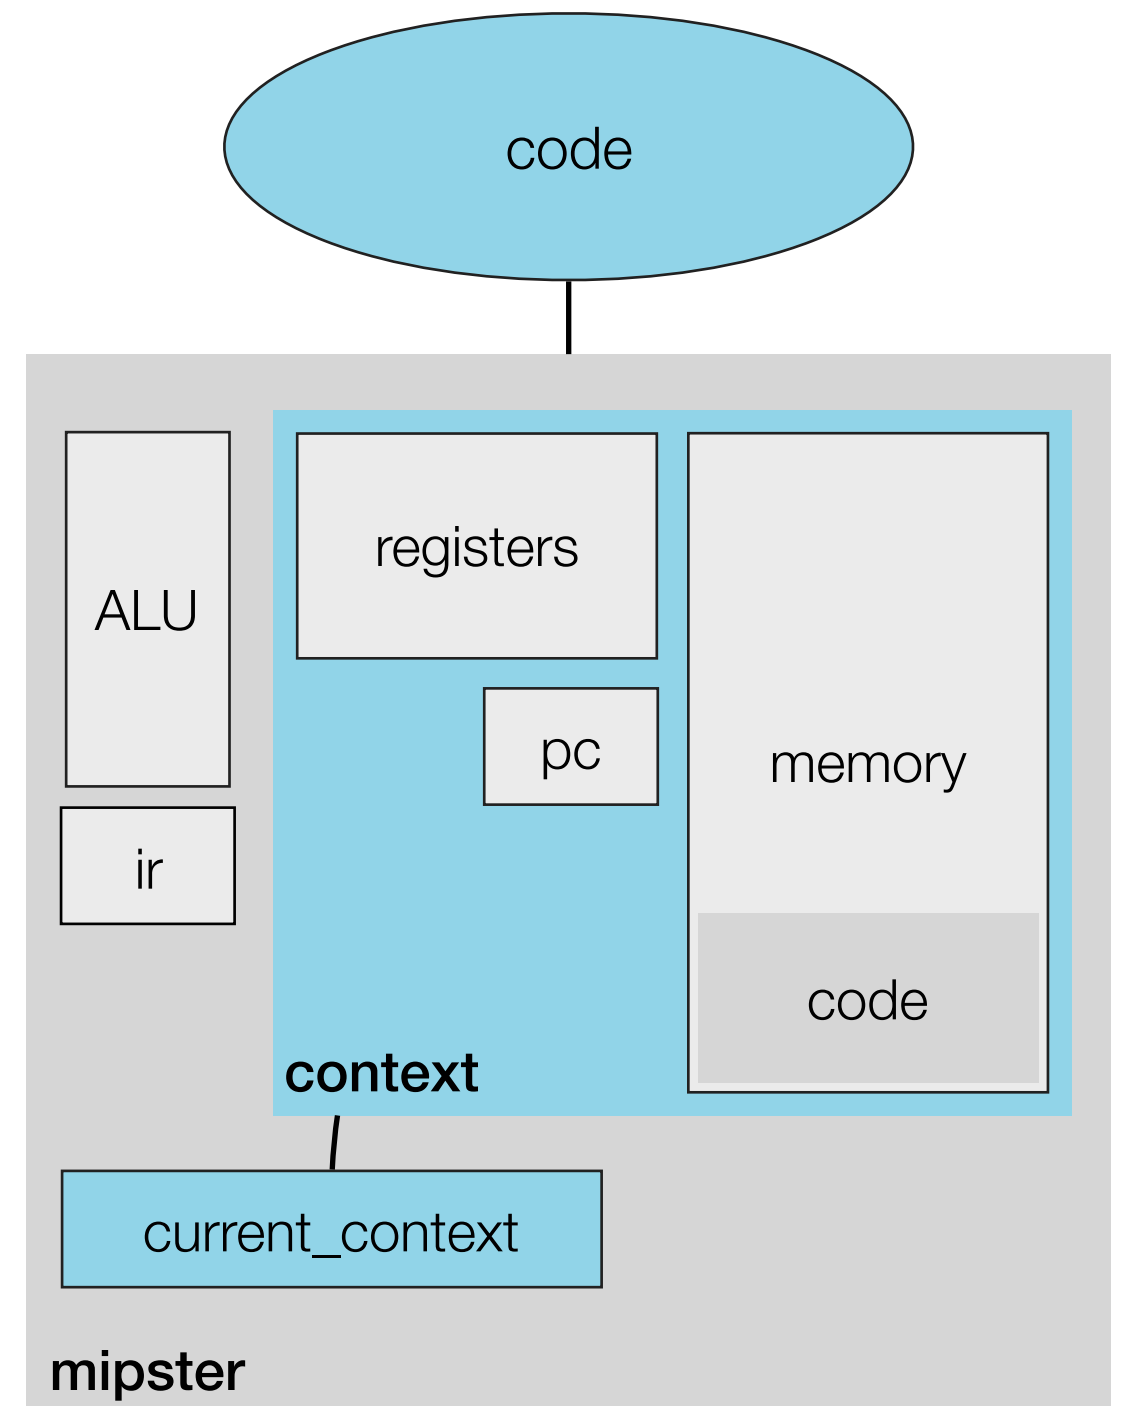 code
registers
ALU
pc
memory
ir
code
context
current_context
mipster